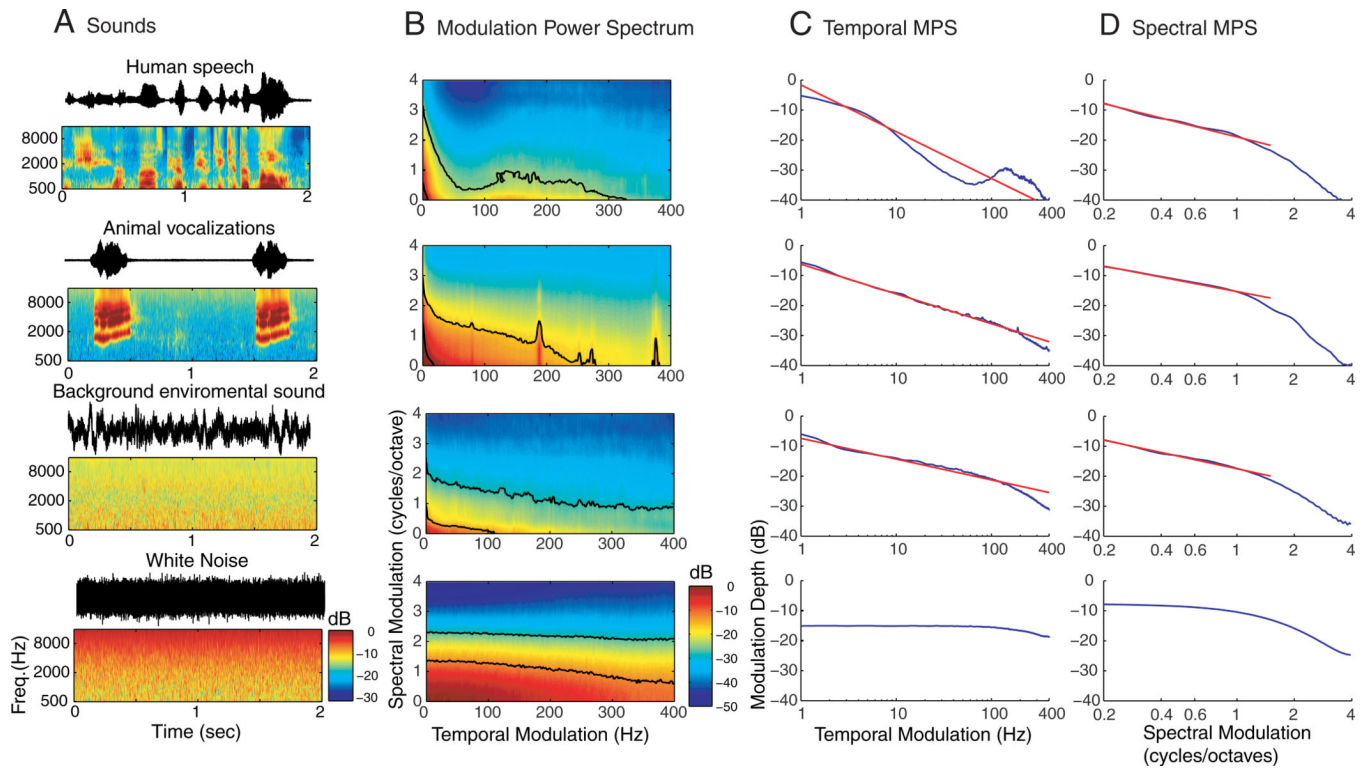 A Sounds
B Modulation Power Spectrum
C Temporal MPS
D Spectral MPS
Human speech
8000
2000
500
0 1 2
4
3
2
1
0
0 100 200 300 400
0
−10
−20
−30
−40
1 10 100 400
0
−10
−20
−30
−40
0.2 0.4 0.6 1 2 4
Animal vocalizations
8000
2000
500
0 1 2
4
3
2
1
0
0 100 200 300 400
0
−10
−20
−30
−40
1 10 100 400
0
−10
−20
−30
−40
0.2 0.4 0.6 1 2 4
Background enviromental sound
8000
2000
500
0 1 2
4
3
2
1
0
0 100 200 300 400
0
−10
−20
−30
−40
1 10 100 400
0
−10
−20
−30
−40
0.2 0.4 0.6 1 2 4
White Noise
8000
2000
500
0 1 2
Freq.(Hz)
Time (sec)
dB
0
−10
−20
−30
Spectral Modulation (cycles/octave)
4
3
2
1
0
0 100 200 300 400
Temporal Modulation (Hz)
dB
0
−10
−20
−30
−40
−50
Modulation Depth (dB)
0
−10
−20
−30
−40
1 10 100 400
Temporal Modulation (Hz)
0
−10
−20
−30
−40
0.2 0.4 0.6 1 2 4
Spectral Modulation
(cycles/octaves)